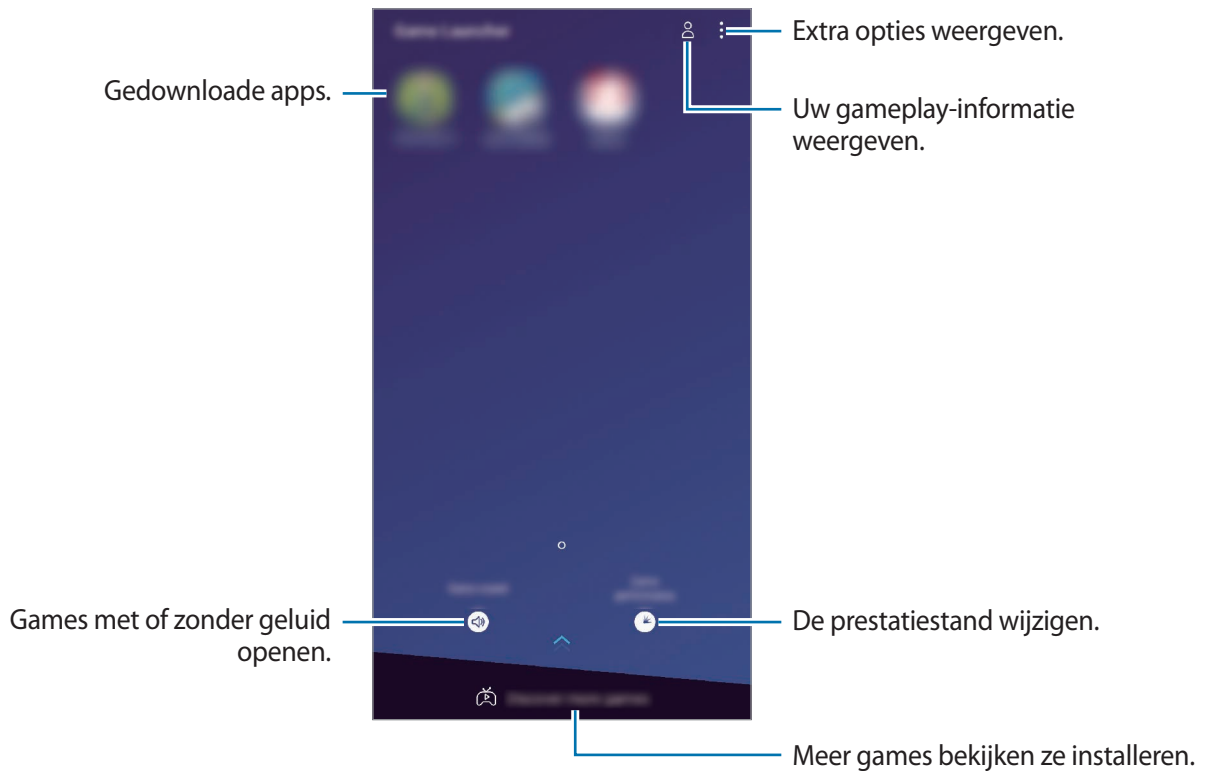 Extra opties weergeven.
Gedownloade apps.
Uw gameplay-informatie
weergeven.
Games met of zonder geluid
openen.
De prestatiestand wijzigen.
Meer games bekijken ze installeren.